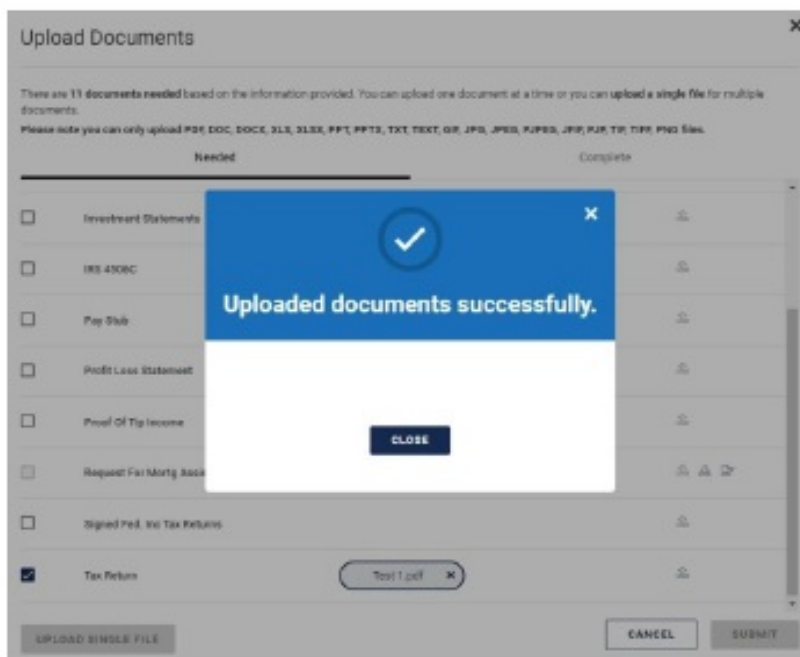 Upload Documents
There are 11 documents needed based on the information provided. You can upload one document at a time or you can upload a single file for multiple
documents.
Please note you can only upload PDF, DOC, DOCX, XLS, XLSX, PPT, PPTX, TXT, TEXT, GIF, JPG, JPEG, PJPEG, JFIF, PJP, TIF, TIFF, PNG files.
Needed Complete
Investment Statements
IRS 4506C
Pay Stub
Profit Loss Statement
Proof Of Tip Income
Request For Mortg Assi
Signed Fed. Inc Tax Returns
Tax Return Test 1.pdf
Uploaded documents successfully.
CLOSE
UPLOAD SINGLE FILE CANCEL SUBMIT